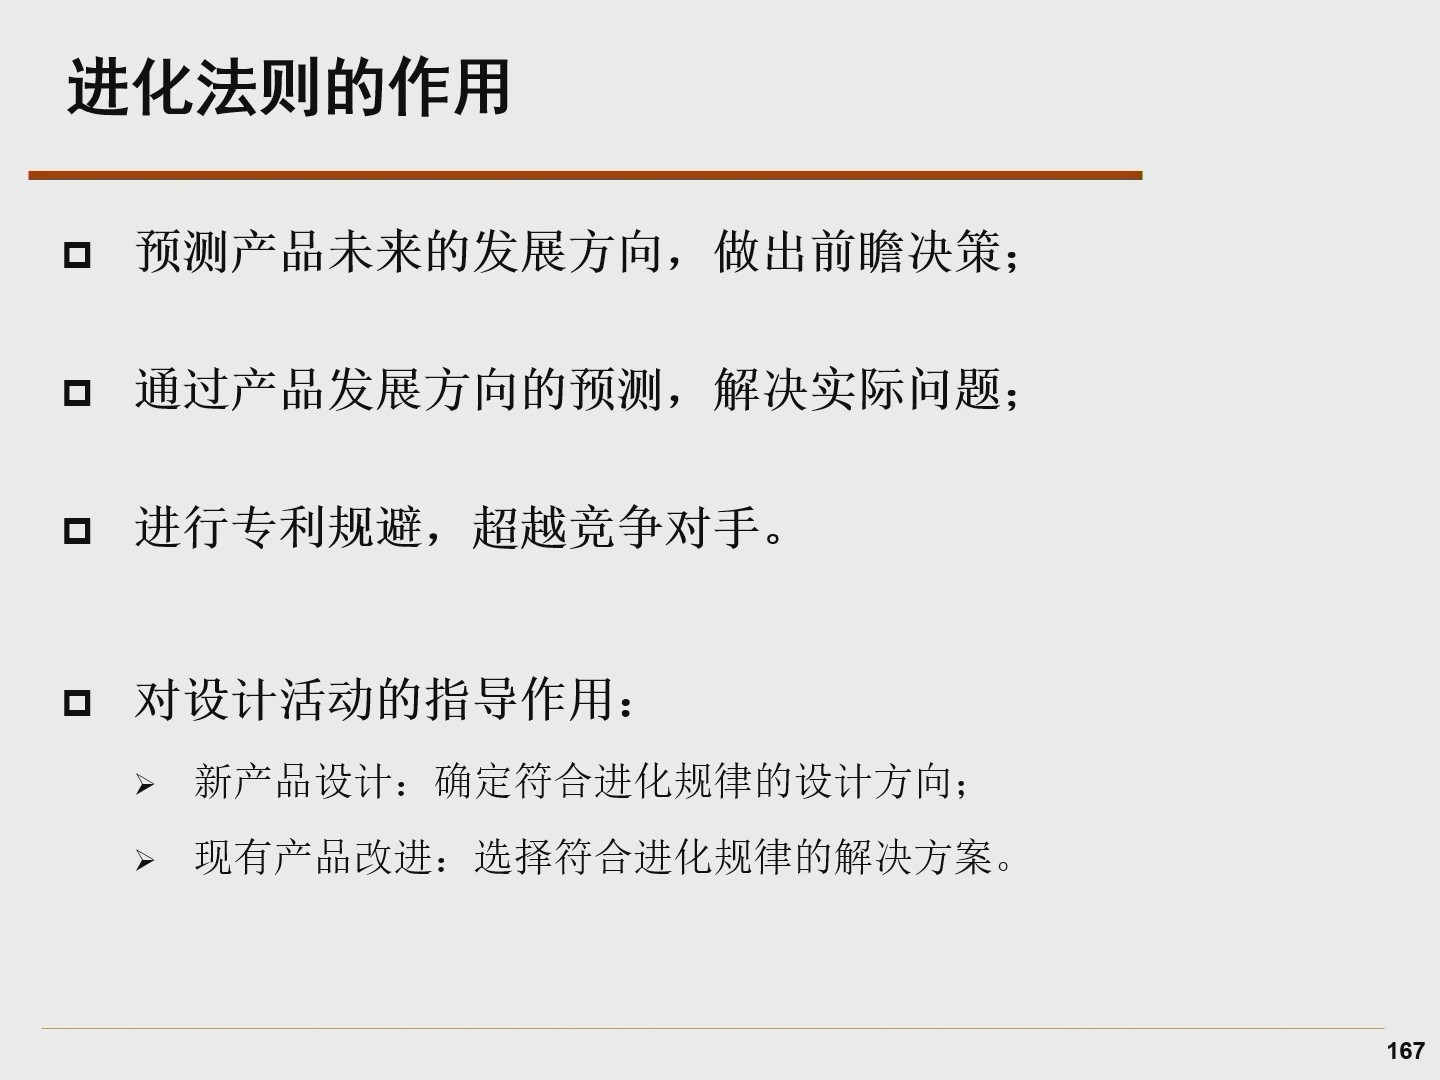 进化法则的作用
预测产品未来的发展方向，做出前瞻决策；
通过产品发展方向的预测，解决实际问题；
进行专利规避，超越竞争对手。
对设计活动的指导作用：
新产品设计：确定符合进化规律的设计方向；
现有产品改进：选择符合进化规律的解决方案。
167